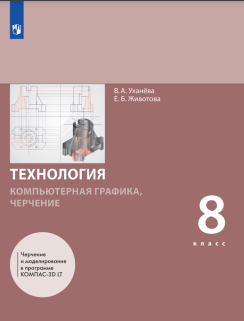 В.А. Уханёва
Е.Б. Животова
ТЕХНОЛОГИЯ
КОМПЬЮТЕРНАЯ ГРАФИКА,
ЧЕРЧЕНИЕ
8
класс
Черчение
и моделирование
в программе
КОМПАС-3D LT